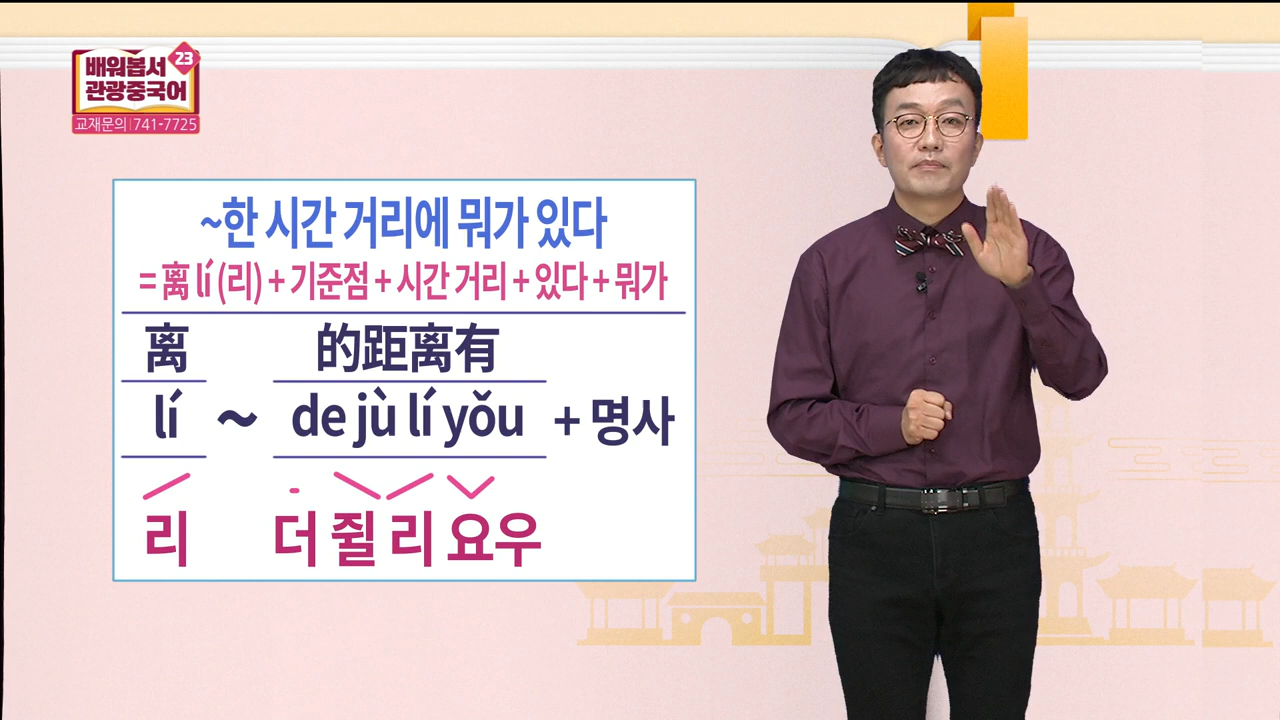 배워봅서 23
관광중국어
교재문의 | 741-7725
~한 시간 거리에 뭐가 있다
= 离 lí (리) + 기준점 + 시간 거리 + 있다 + 뭐가
离 的距离有
lí ~ de jù lí yǒu + 명사
리 더 쥘 리 요우